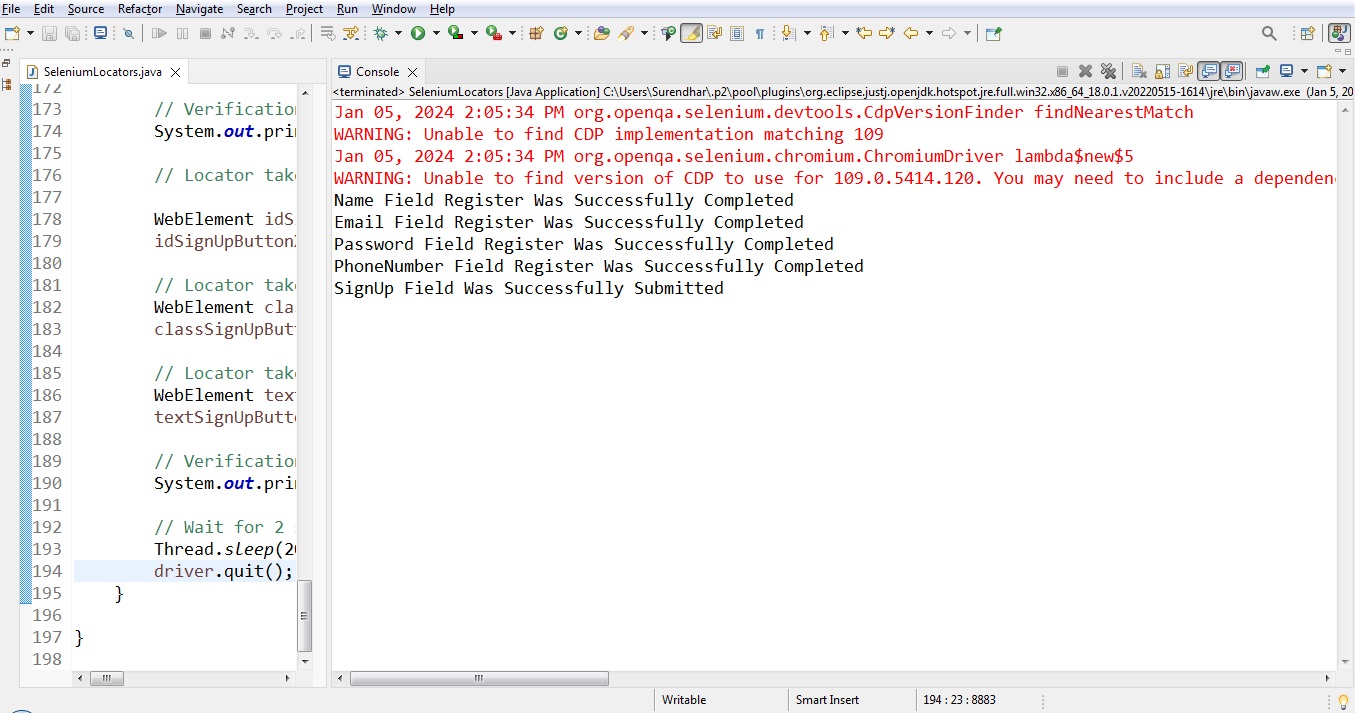 File Edit Source Refactor Navigate Search Project Run Window Help
SeleniumLocators.java
172
173 // Verification
174 System.out.prin
175
176 // Locator take
177
178 WebElement idS
179 idSignUpButton
180
181 // Locator take
182 WebElement clas
183 classSignUpBut
184
185 // Locator take
186 WebElement tex
187 textSignUpButt
188
189 // Verification
190 System.out.prin
191
192 // Wait for 2
193 Thread.sleep(20
194 driver.quit();
195 }
196
197 }
198
Console
<terminated> SeleniumLocators [Java Application] C:\Users\Surendhar\.p2\pool\plugins\org.eclipse.justj.openjdk.hotspot.jre.full.win32.x86_64_18.0.1.v20220515-1614\jre\bin\javaw.exe (Jan 5, 20
Jan 05, 2024 2:05:34 PM org.openqa.selenium.devtools.CdpVersionFinder findNearestMatch
WARNING: Unable to find CDP implementation matching 109
Jan 05, 2024 2:05:34 PM org.openqa.selenium.chromium.ChromiumDriver lambda$new$5
WARNING: Unable to find version of CDP to use for 109.0.5414.120. You may need to include a dependen
Name Field Register Was Successfully Completed
Email Field Register Was Successfully Completed
Password Field Register Was Successfully Completed
PhoneNumber Field Register Was Successfully Completed
SignUp Field Was Successfully Submitted
Writable Smart Insert 194 : 23 : 8883